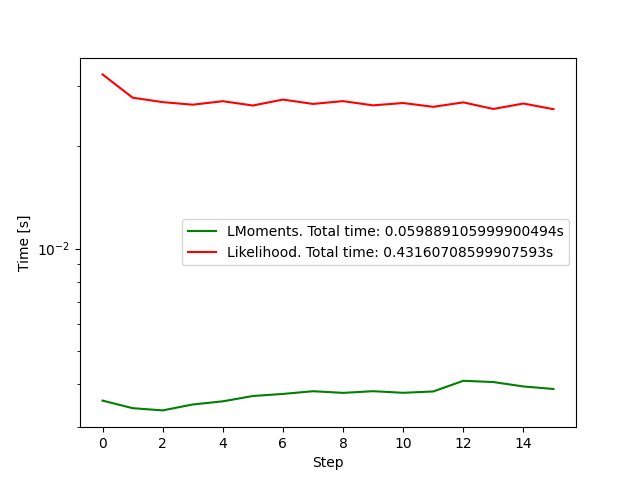 Time [s]
10⁻²
LMoments. Total time: 0.059889105999900494s
Likelihood. Total time: 0.43160708599907593s
0 2 4 6 8 10 12 14
Step